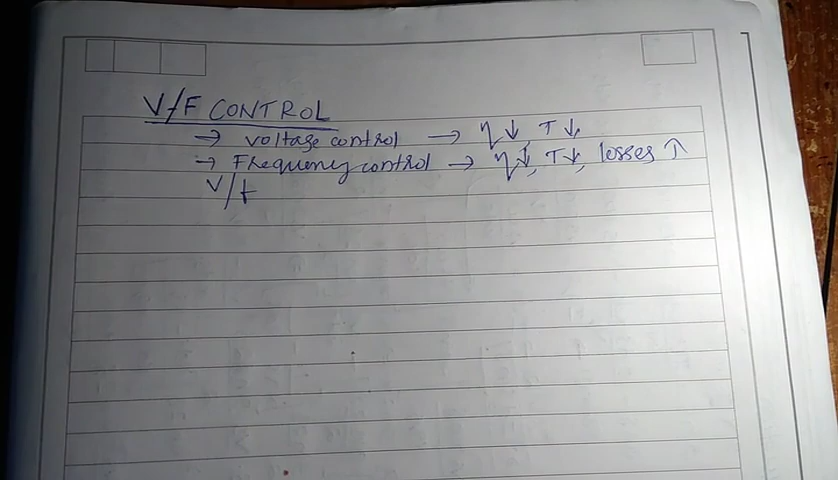 V/F CONTROL
→ voltage control → η↓, T↓,
→ Frequency control → η↓, T↓, losses ↑
V/f